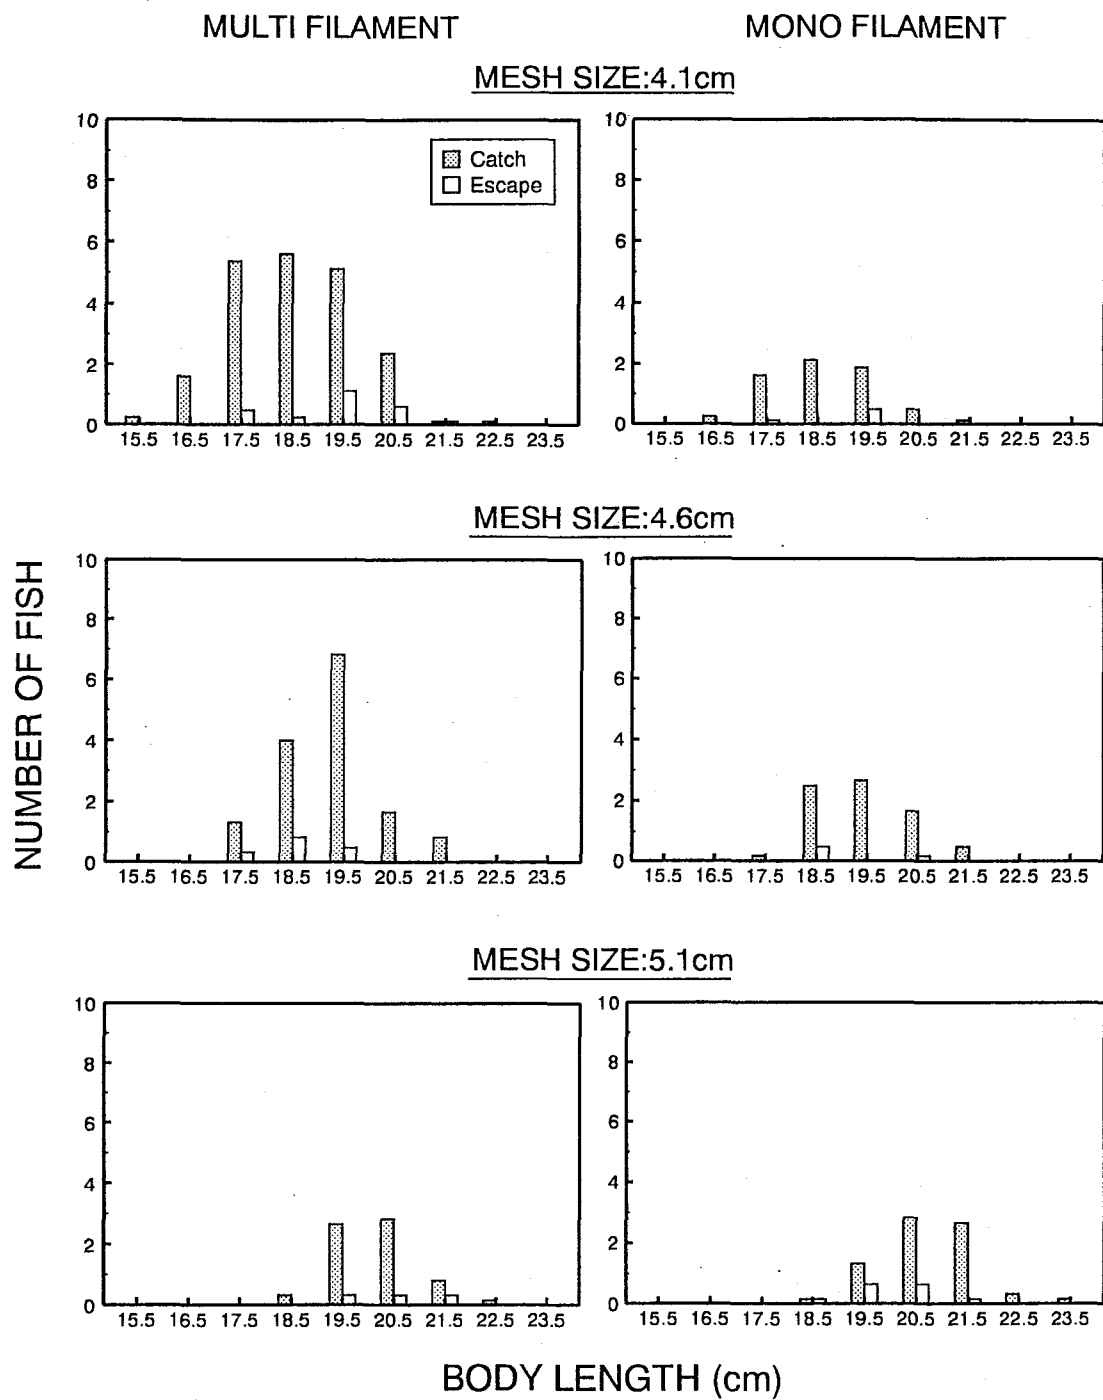 MULTI FILAMENT MONO FILAMENT
MESH SIZE:4.1cm
10 10
Catch
Escape
8 8
6 6
4 4
2 2
0 0
15.5 16.5 17.5 18.5 19.5 20.5 21.5 22.5 23.5 15.5 16.5 17.5 18.5 19.5 20.5 21.5 22.5 23.5
MESH SIZE:4.6cm
NUMBER OF FISH
10 10
8 8
6 6
4 4
2 2
0 0
15.5 16.5 17.5 18.5 19.5 20.5 21.5 22.5 23.5 15.5 16.5 17.5 18.5 19.5 20.5 21.5 22.5 23.5
MESH SIZE:5.1cm
10 10
8 8
6 6
4 4
2 2
0 0
15.5 16.5 17.5 18.5 19.5 20.5 21.5 22.5 23.5 15.5 16.5 17.5 18.5 19.5 20.5 21.5 22.5 23.5
BODY LENGTH (cm)